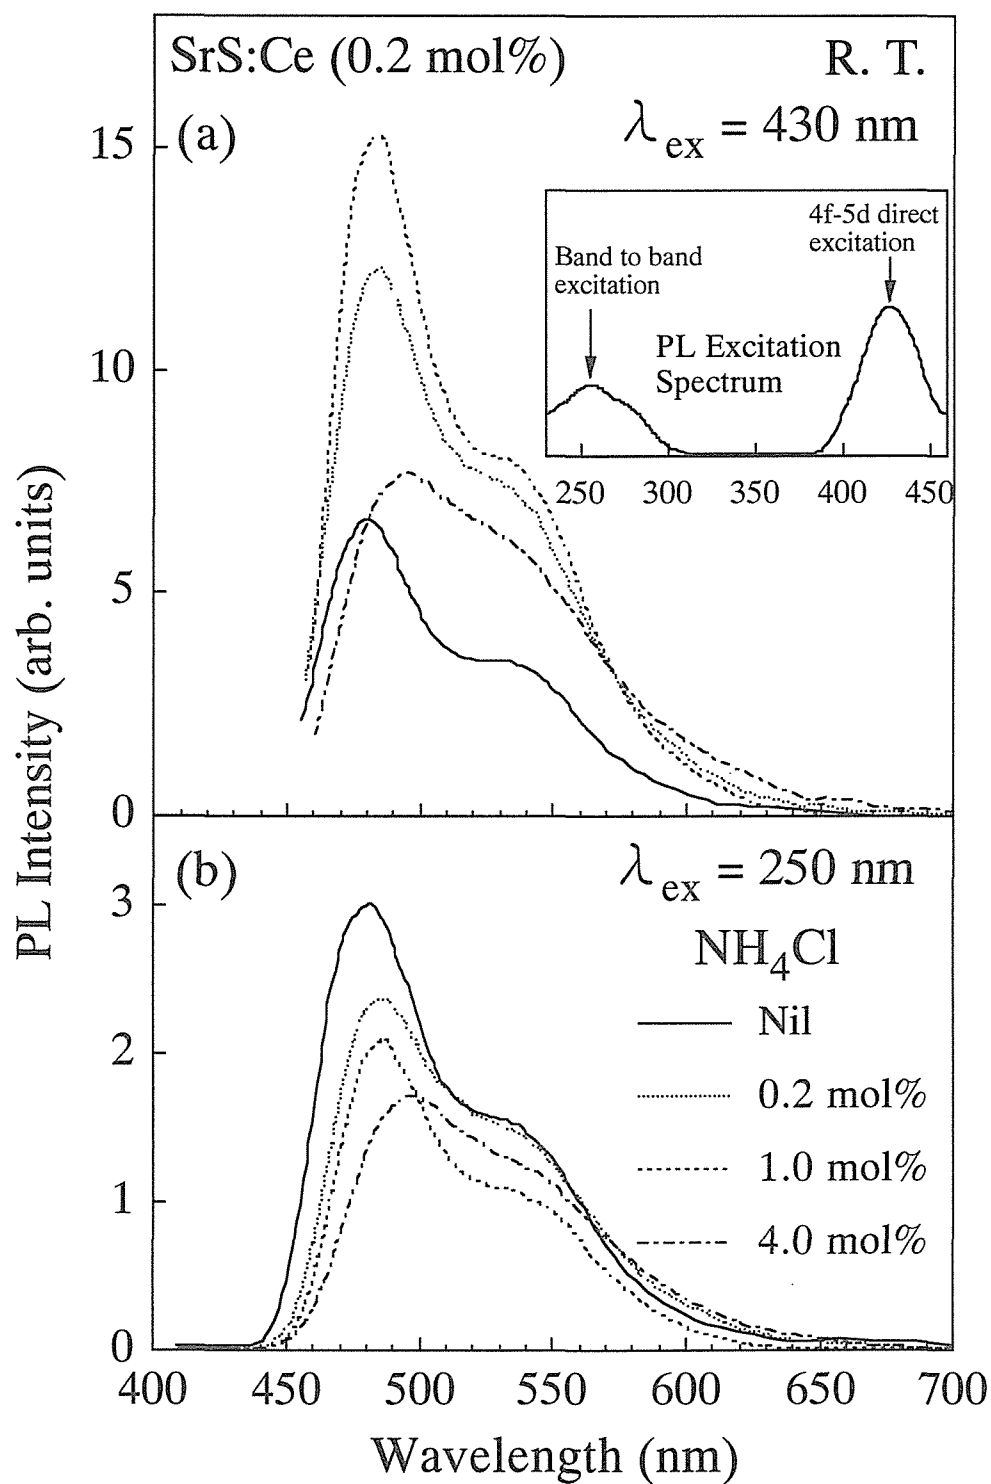 SrS:Ce (0.2 mol%)
R. T.
(a)
λex = 430 nm
15
10
5
0
4f-5d direct
excitation
Band to band
excitation
PL Excitation
Spectrum
250 300 350 400 450
PL Intensity (arb. units)
(b)
λex = 250 nm
NH4Cl
Nil
0.2 mol%
1.0 mol%
4.0 mol%
3
2
1
0
400 450 500 550 600 650 700
Wavelength (nm)